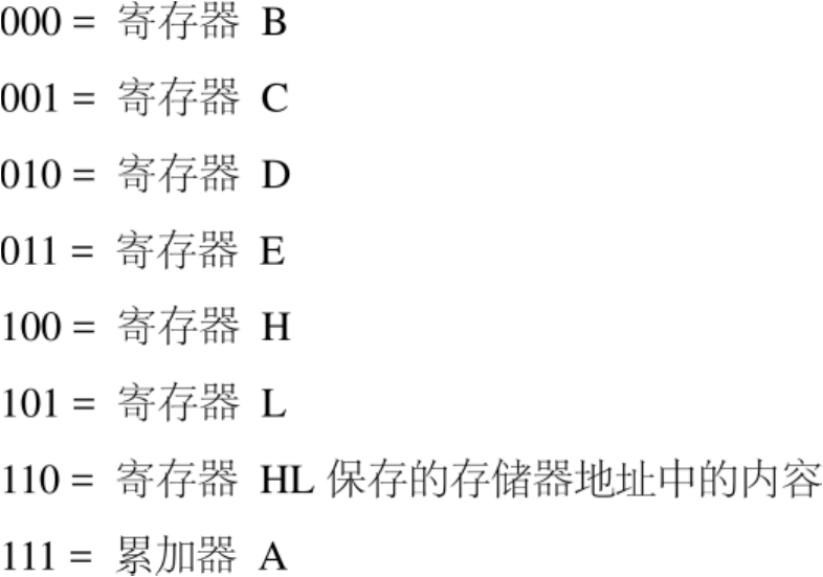 000 = 寄存器 B
001 = 寄存器 C
010 = 寄存器 D
011 = 寄存器 E
100 = 寄存器 H
101 = 寄存器 L
110 = 寄存器 HL 保存的存储器地址中的内容
111 = 累加器 A